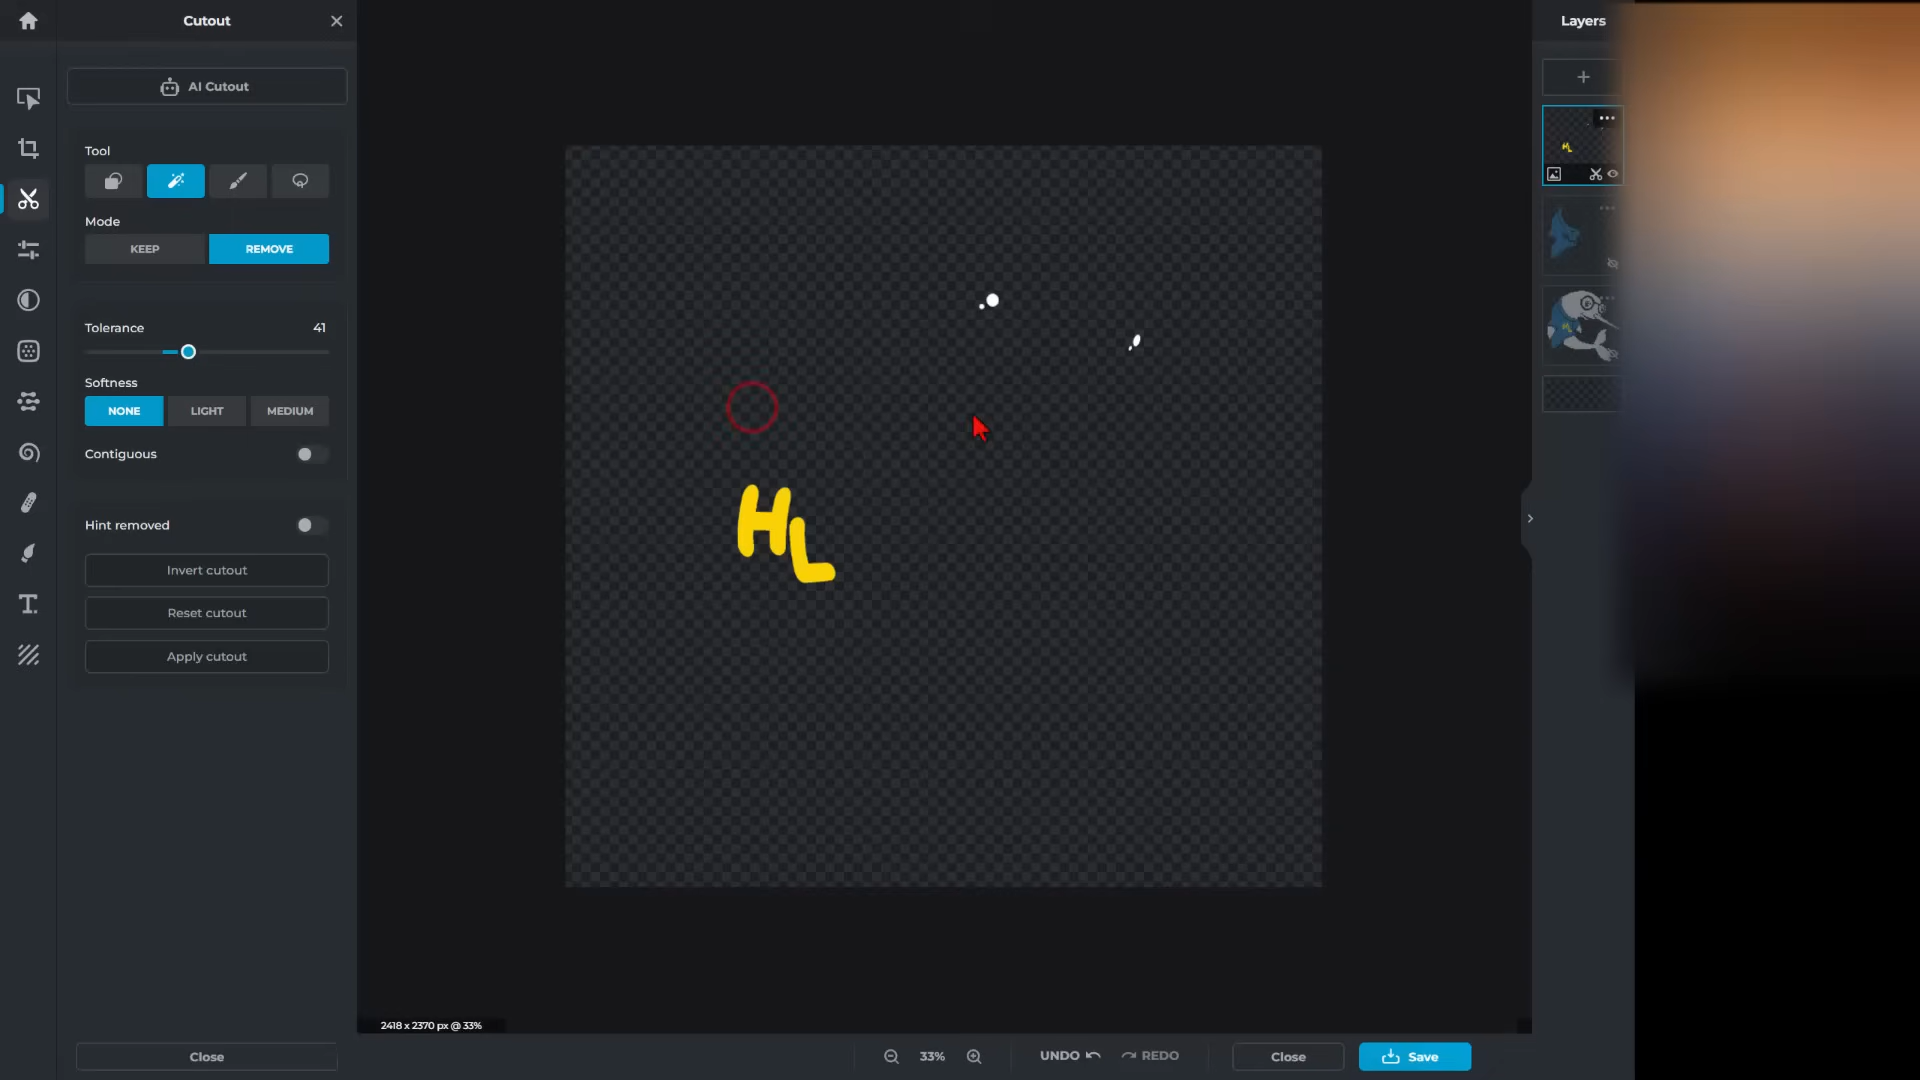 Cutout
Layers
AI Cutout
Tool
Mode
KEEP
REMOVE
Tolerance
41
Softness
NONE
LIGHT
MEDIUM
Contiguous
Hint removed
Invert cutout
Reset cutout
Apply cutout
HL
2418 x 2370 px @ 33%
Close
33%
UNDO
REDO
Close
Save